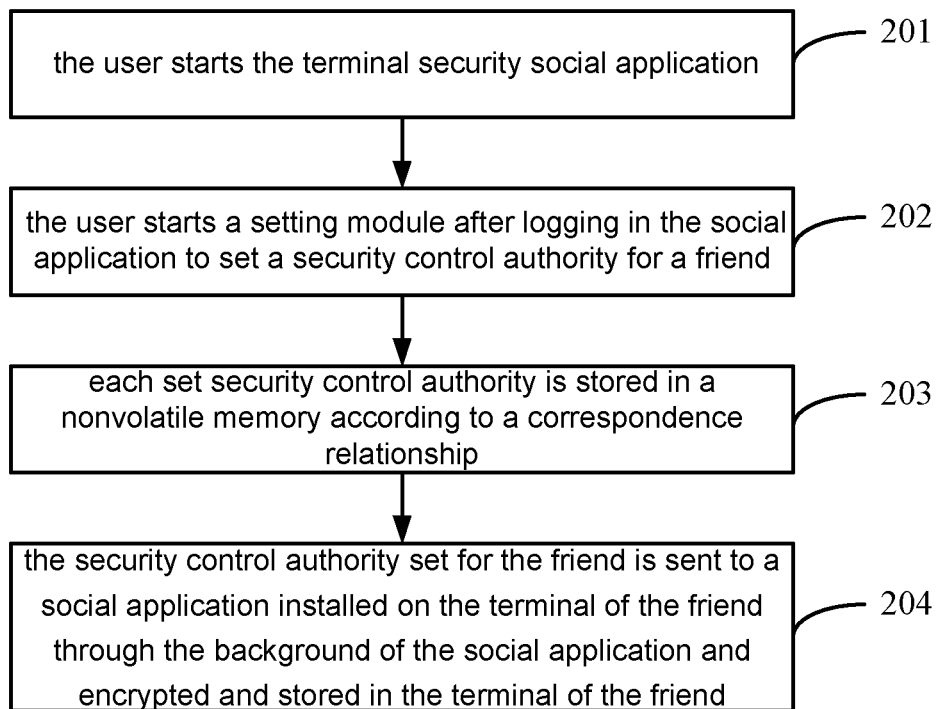 the user starts the terminal security social application
201
the user starts a setting module after logging in the social
application to set a security control authority for a friend
202
each set security control authority is stored in a
nonvolatile memory according to a correspondence
relationship
203
the security control authority set for the friend is sent to a
social application installed on the terminal of the friend
through the background of the social application and
encrypted and stored in the terminal of the friend
204